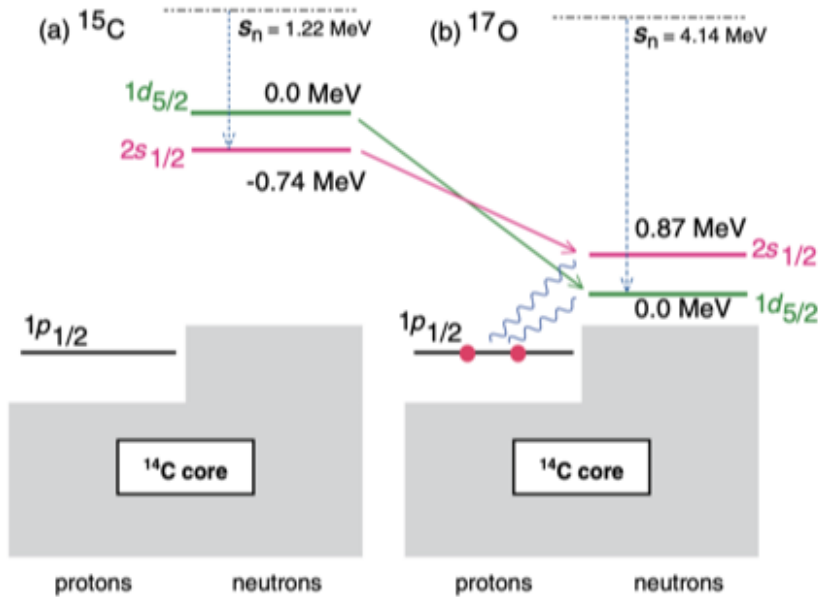 (a) ¹⁵C
Sₙ = 1.22 MeV
1d₅/₂
0.0 MeV
2s₁/₂
-0.74 MeV
1p₁/₂
¹⁴C core
protons
neutrons
(b) ¹⁷O
Sₙ = 4.14 MeV
0.87 MeV
2s₁/₂
0.0 MeV
1d₅/₂
1p₁/₂
¹⁴C core
protons
neutrons